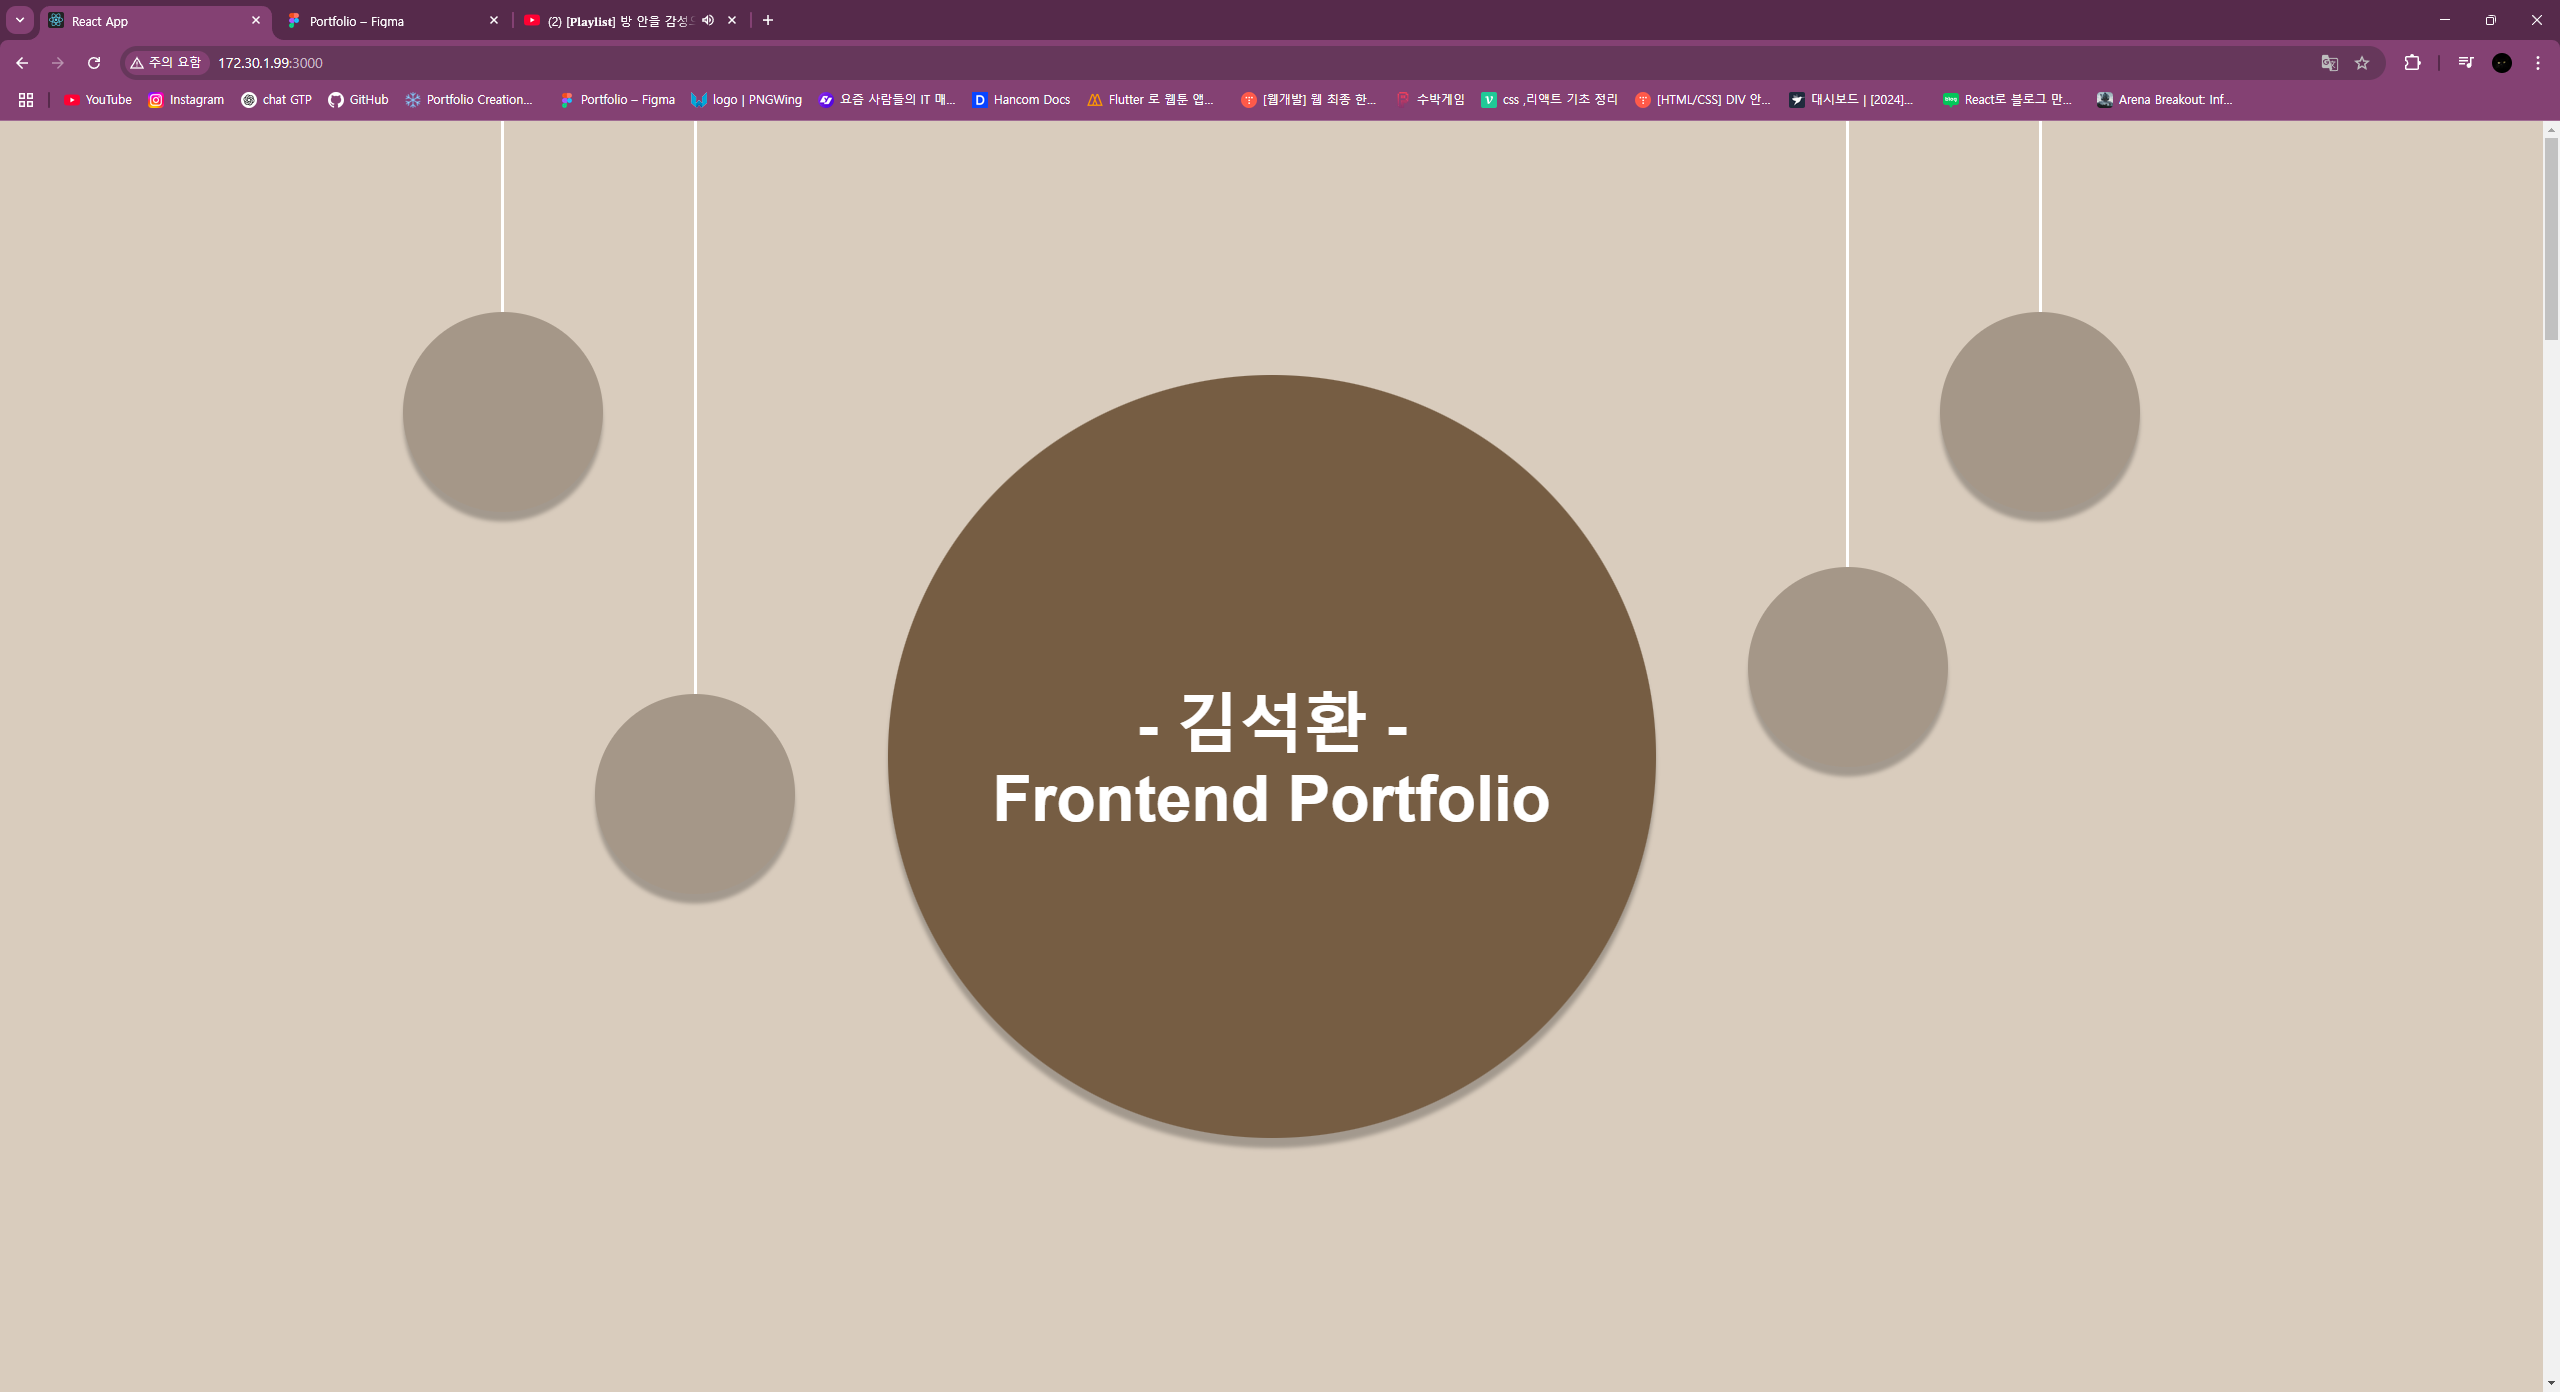 React App
Portfolio – Figma
(2) [Playlist] 방 안을 감성으
주의 요함
172.30.1.99:3000
YouTube
Instagram
chat GTP
GitHub
Portfolio Creation...
Portfolio – Figma
logo | PNGWing
요즘 사람들의 IT 매...
Hancom Docs
Flutter 로 웹툰 앱...
[웹개발] 웹 최종 한...
수박게임
css ,리액트 기초 정리
[HTML/CSS] DIV 안...
대시보드 | [2024]...
React로 블로그 만...
Arena Breakout: Inf...
- 김석환 -
Frontend Portfolio